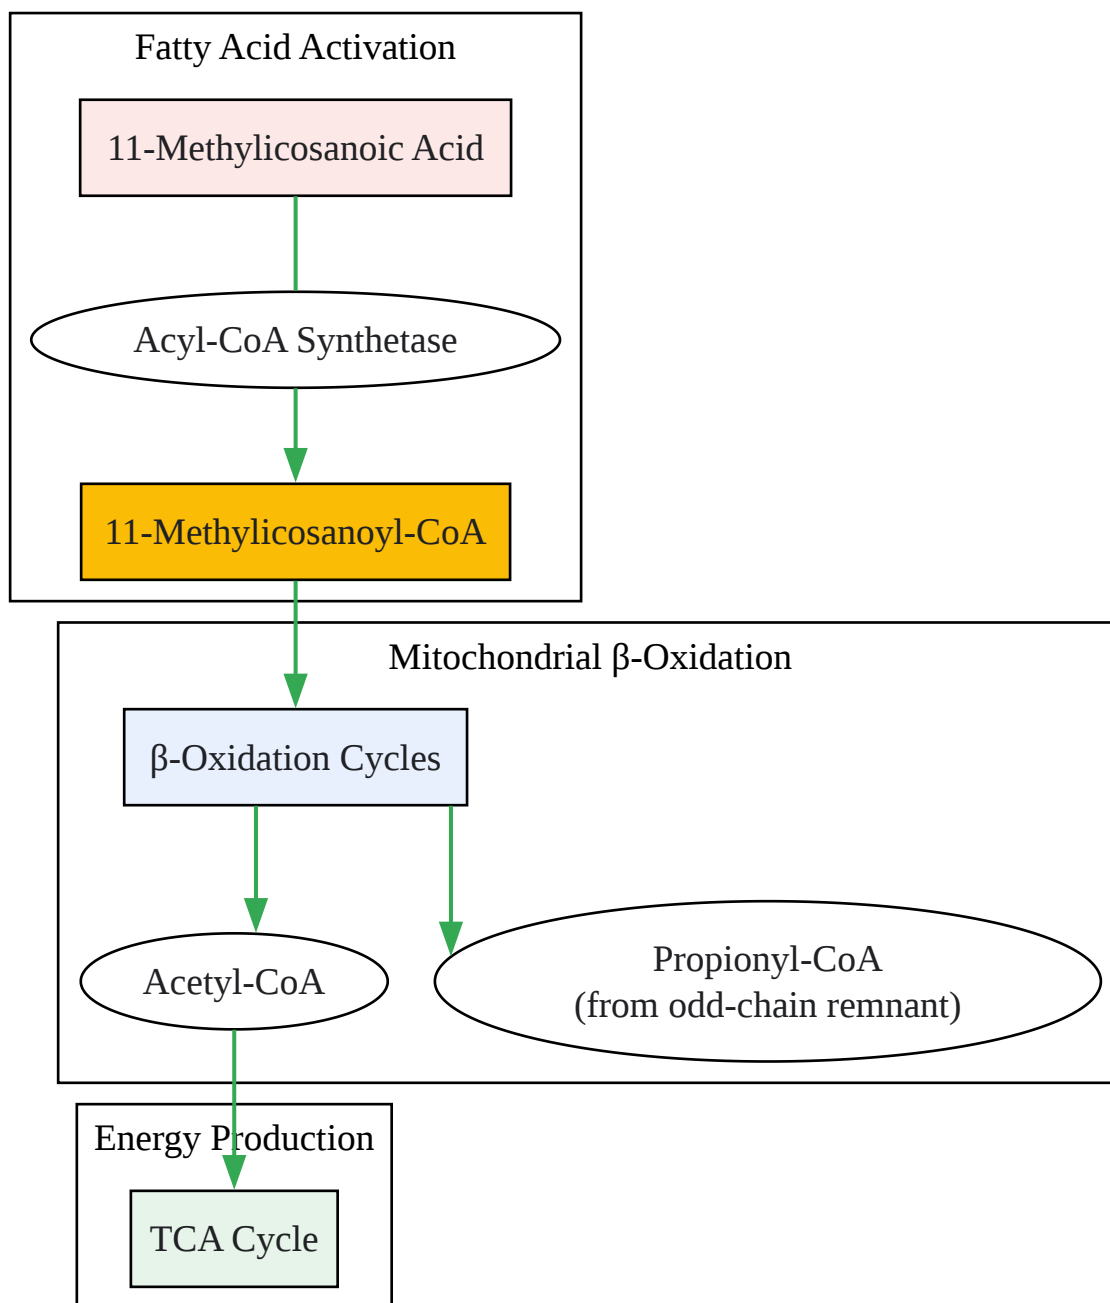 Fatty Acid Activation
11-Methylicosanoic Acid
Acyl-CoA Synthetase
11-Methylicosanoyl-CoA
Mitochondrial β-Oxidation
β-Oxidation Cycles
Acetyl-CoA
Propionyl-CoA
(from odd-chain remnant)
Energy Production
TCA Cycle